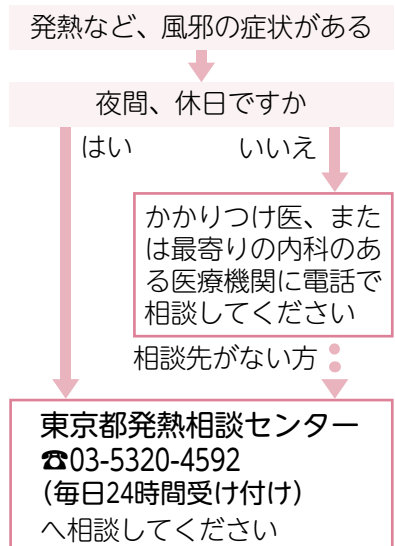 発熱など、風邪の症状がある
夜間、休日ですか
はい
いいえ
かかりつけ医、また
は最寄りの内科のあ
る医療機関に電話で
相談してください
相談先がない方
東京都発熱相談センター
☎03-5320-4592
(毎日24時間受け付け)
へ相談してください